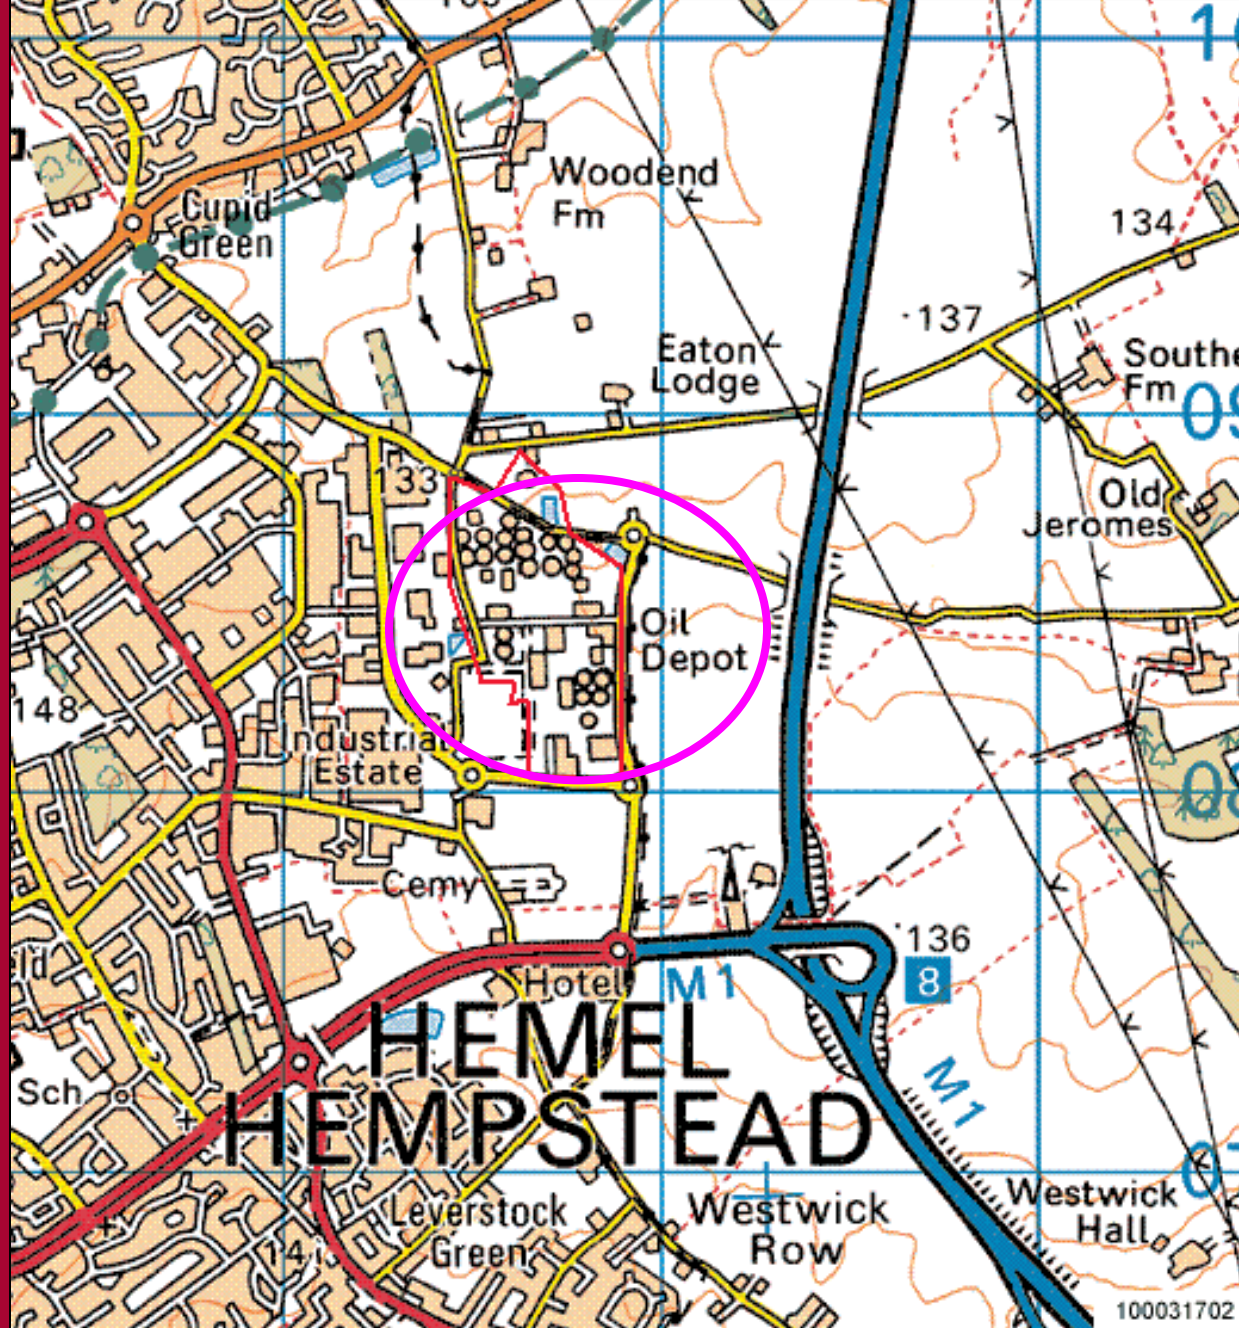 Woodend
Fm
Cupid
Green
134
137
Eaton
Lodge
Fm
133
Old
Jeromes
Oil
Depot
148
Industrial
Estate
Cemy
136
8
Hotel
M1
HEMEL
HEMPSTEAD
M1
Sch
Leverstock
Green
Westwick
Row
Westwick
Hall
100031702